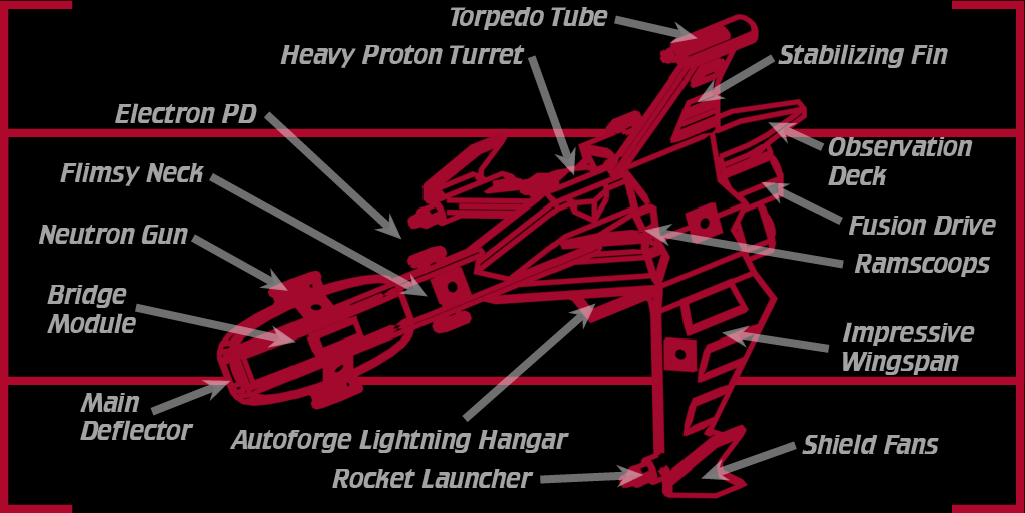 Torpedo Tube
Heavy Proton Turret
Stabilizing Fin
Electron PD
Observation
Deck
Flimsy Neck
Fusion Drive
Neutron Gun
Ramscoops
Bridge
Module
Impressive
Wingspan
Main
Deflector
Autoforge Lightning Hangar
Shield Fans
Rocket Launcher